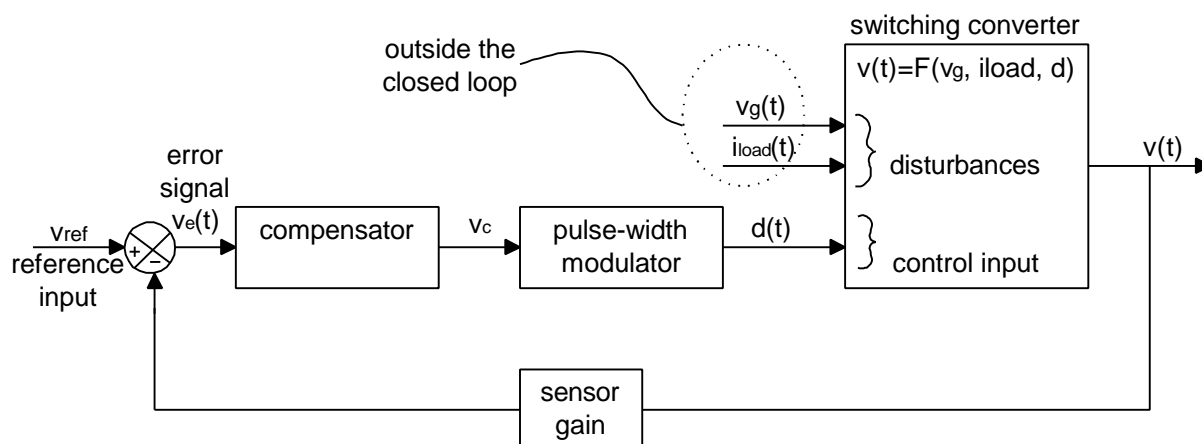 switching converter
outside the
closed loop
v(t)=F(vg, iload, d)
vg(t)
iload(t)
disturbances
v(t)
error
signal
ve(t)
vref
reference
input
+
−
compensator
vc
pulse-width
modulator
d(t)
control input
sensor
gain